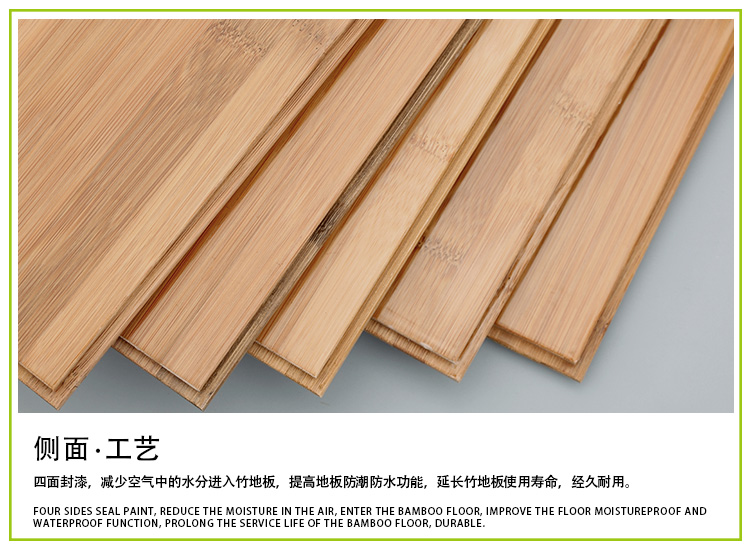 侧面·工艺
四面封漆，减少空气中的水分进入竹地板，提高地板防潮防水功能，延长竹地板使用寿命，经久耐用。
FOUR SIDES SEAL PAINT, REDUCE THE MOISTURE IN THE AIR, ENTER THE BAMBOO FLOOR, IMPROVE THE FLOOR MOISTUREPROOF AND
WATERPROOF FUNCTION, PROLONG THE SERVICE LIFE OF THE BAMBOO FLOOR, DURABLE.